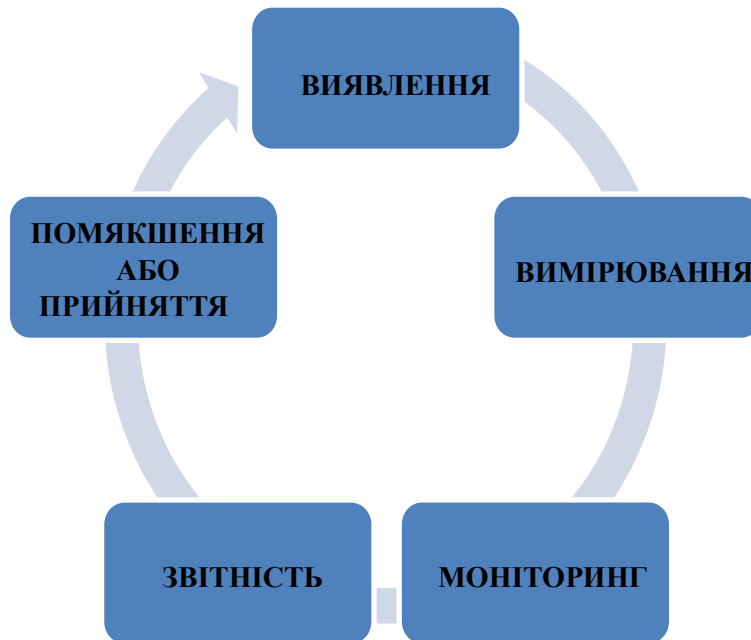 ВИЯВЛЕННЯ
ВИМІРЮВАННЯ
МОНІТОРИНГ
ЗВІТНІСТЬ
ПОМЯКШЕННЯ
АБО
ПРИЙНЯТТЯ